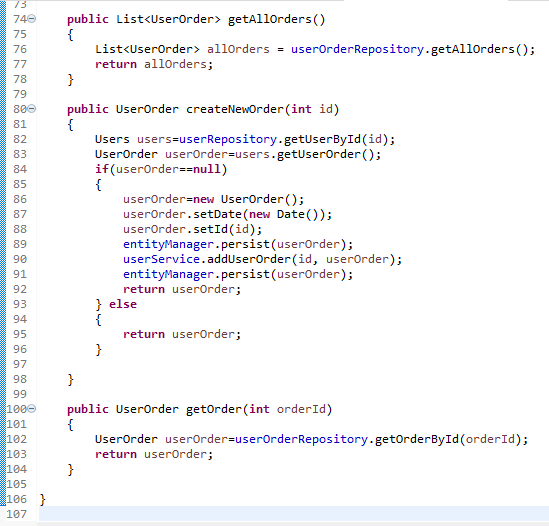 73
74 public List<UserOrder> getAllOrders()
75 {
76 List<UserOrder> allOrders = userOrderRepository.getAllOrders();
77 return allOrders;
78 }
79
80 public UserOrder createNewOrder(int id)
81 {
82 Users users=userRepository.getUserById(id);
83 UserOrder userOrder=users.getUserOrder();
84 if(userOrder==null)
85 {
86 userOrder=new UserOrder();
87 userOrder.setDate(new Date());
88 userOrder.setId(id);
89 entityManager.persist(userOrder);
90 userService.addUserOrder(id, userOrder);
91 entityManager.persist(userOrder);
92 return userOrder;
93 } else
94 {
95 return userOrder;
96 }
97
98 }
99
100 public UserOrder getOrder(int orderId)
101 {
102 UserOrder userOrder=userOrderRepository.getOrderById(orderId);
103 return userOrder;
104 }
105
106 }
107